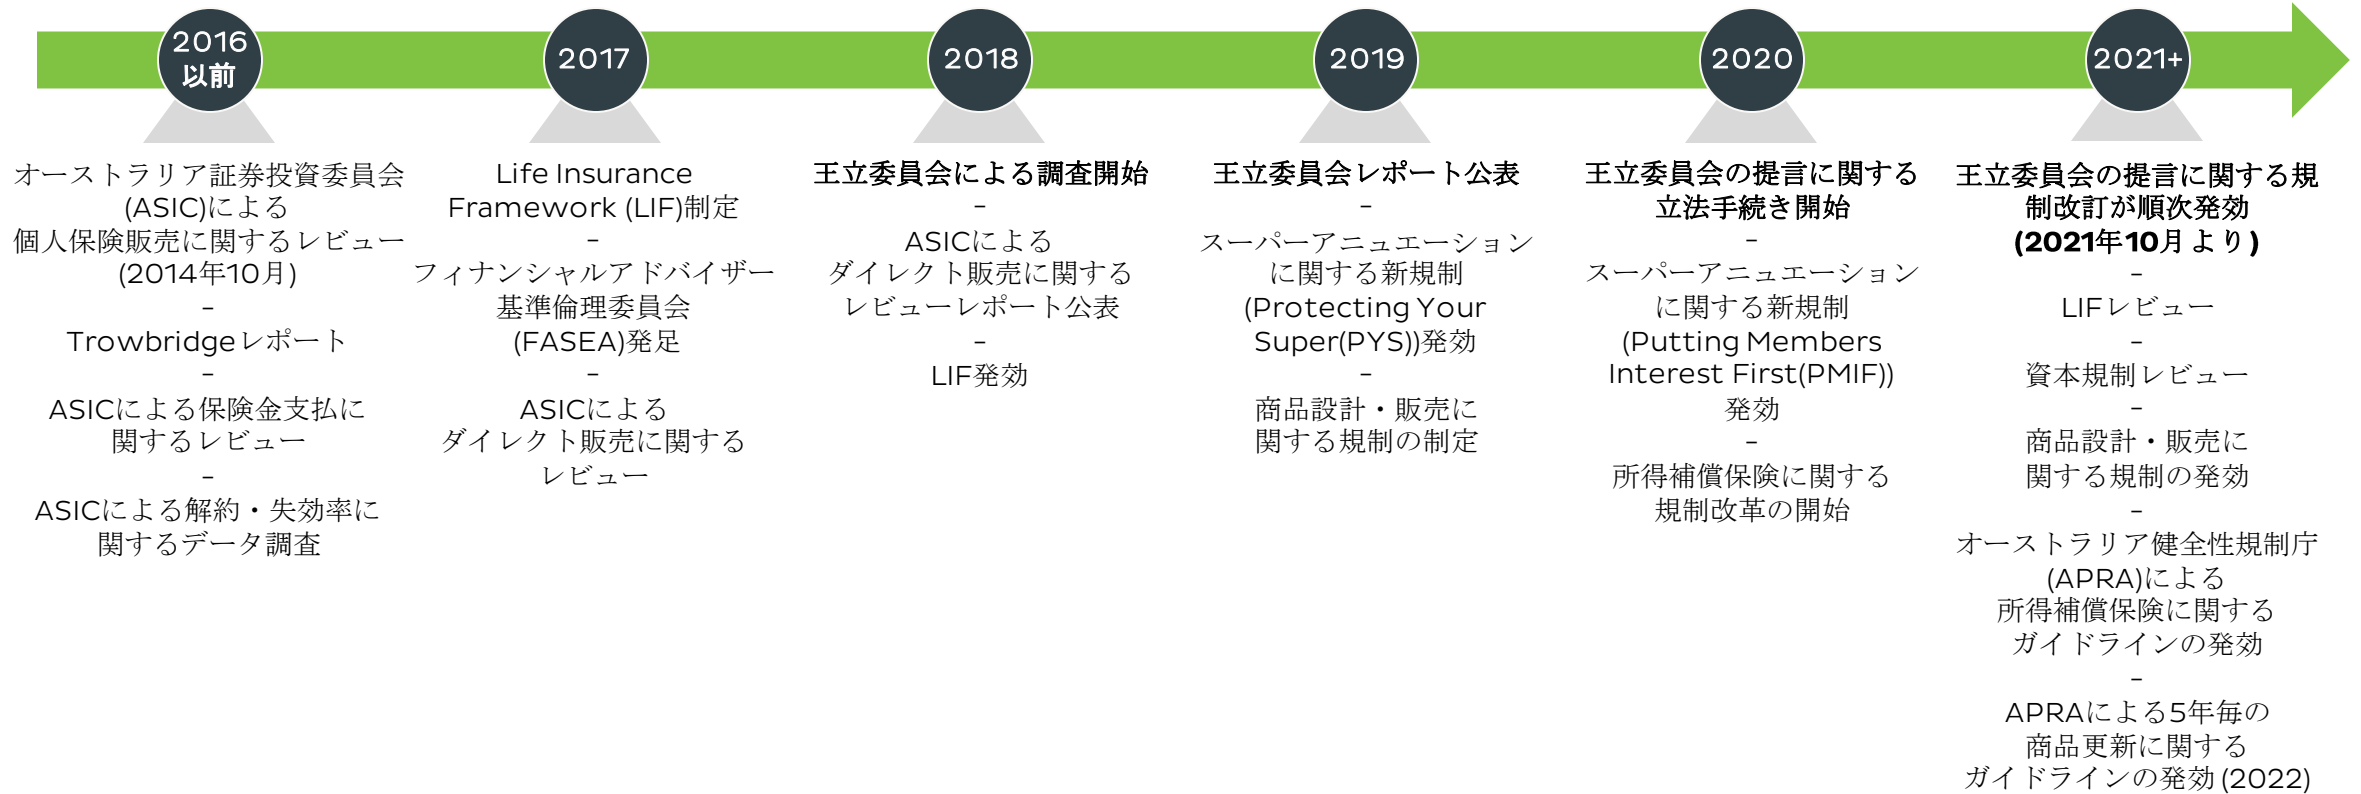 2016
以前
オーストラリア証券投資委員会
(ASIC)による
個人保険販売に関するレビュー
(2014年10月)
–
Trowbridgeレポート
–
ASICによる保険金支払に
関するレビュー
–
ASICによる解約・失効率に
関するデータ調査
2017
Life Insurance
Framework (LIF)制定
–
フィナンシャルアドバイザー
基準倫理委員会
(FASEA)発足
–
ASICによる
ダイレクト販売に関する
レビュー
2018
王立委員会による調査開始
–
ASICによる
ダイレクト販売に関する
レビューレポート公表
–
LIF発効
2019
王立委員会レポート公表
–
スーパーアニュエーション
に関する新規制
(Protecting Your
Super(PYS))発効
–
商品設計・販売に
関する規制の制定
2020
王立委員会の提言に関する
立法手続き開始
–
スーパーアニュエーション
に関する新規制
(Putting Members
Interest First(PMIF))
発効
–
所得補償保険に関する
規制改革の開始
2021+
王立委員会の提言に関する規
制改訂が順次発効
(2021年10月より)
–
LIFレビュー
–
資本規制レビュー
–
商品設計・販売に
関する規制の発効
–
オーストラリア健全性規制庁
(APRA)による
所得補償保険に関する
ガイドラインの発効
–
APRAによる5年毎の
商品更新に関する
ガイドラインの発効 (2022)